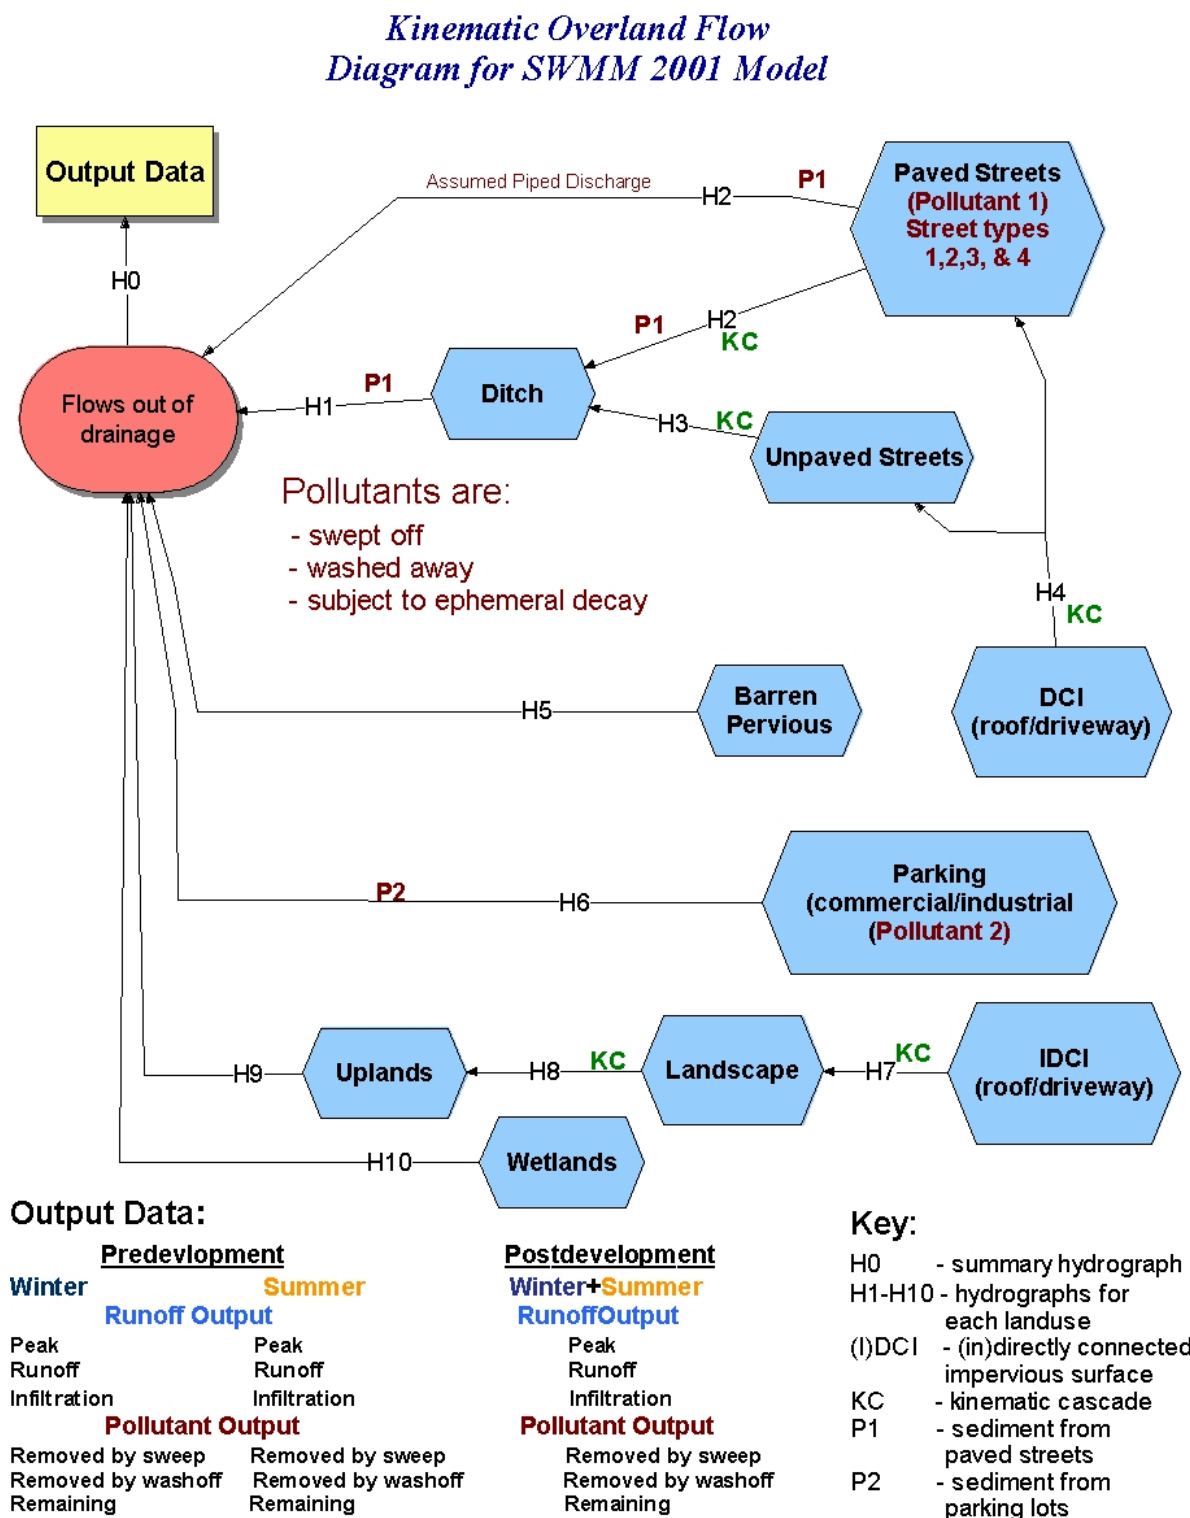 Kinematic Overland Flow
Diagram for SWMM 2001 Model
Output Data
Assumed Piped Discharge
H2
P1
Paved Streets
(Pollutant 1)
Street types
1,2,3, & 4
H0
P1
H2
KC
Flows out of
drainage
H1
P1
Ditch
H3
KC
Unpaved Streets
Pollutants are:
- swept off
- washed away
- subject to ephemeral decay
H4
KC
H5
Barren
Pervious
DCI
(roof/driveway)
P2
H6
Parking
(commercial/industrial
(Pollutant 2)
H9
Uplands
H8
KC
Landscape
H7
KC
IDCI
(roof/driveway)
H10
Wetlands
Output Data:
Predevlopment
Winter Summer
Runoff Output
Peak Peak
Runoff Runoff
Infiltration Infiltration
Pollutant Output
Removed by sweep Removed by sweep
Removed by washoff Removed by washoff
Remaining Remaining
Postdevelopment
Winter+Summer
RunoffOutput
Peak
Runoff
Infiltration
Pollutant Output
Removed by sweep
Removed by washoff
Remaining
Key:
H0 - summary hydrograph
H1-H10 - hydrographs for
each landuse
(I)DCI - (in)directly connected
impervious surface
KC - kinematic cascade
P1 - sediment from
paved streets
P2 - sediment from
parking lots